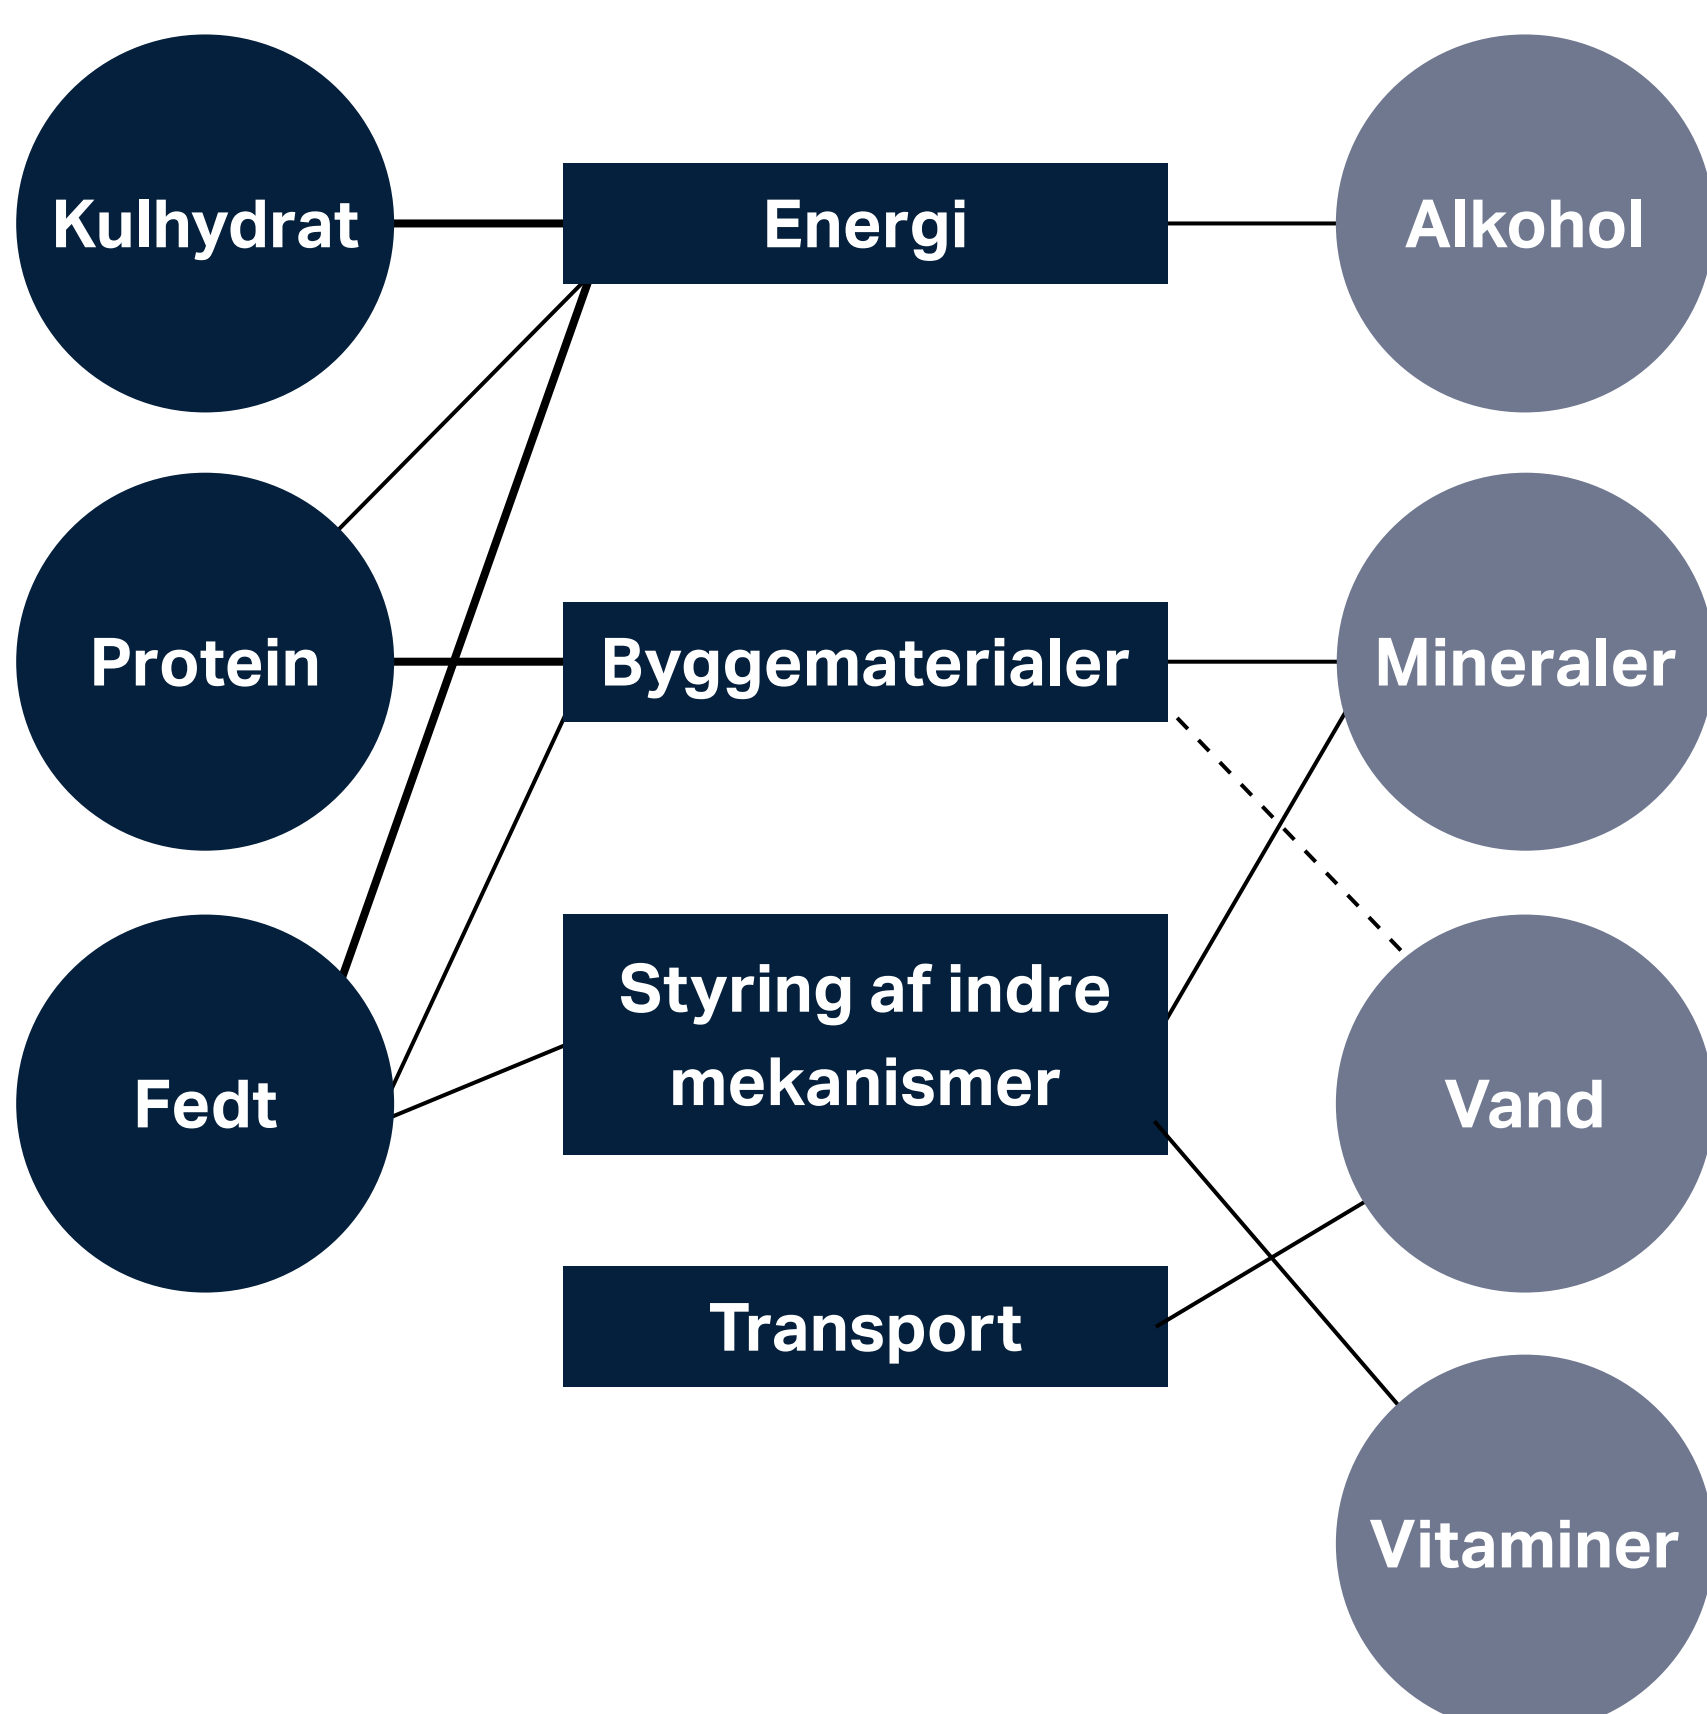 Kulhydrat
Energi
Alkohol
Protein
Byggematerialer
Mineraler
Fedt
Styring af indre
mekanismer
Vand
Transport
Vitaminer